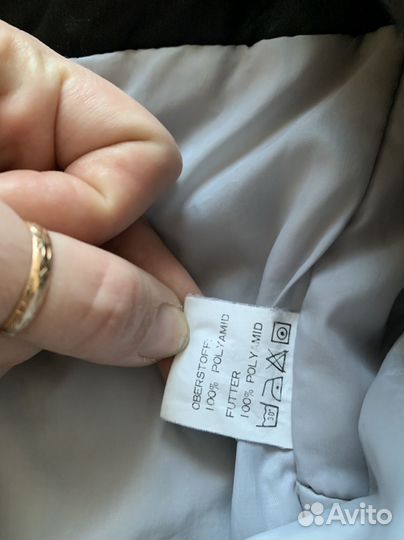 OBERSTOFF:
100% POLYAMID
FUTTER
100% POLYAMID
30°
Avito